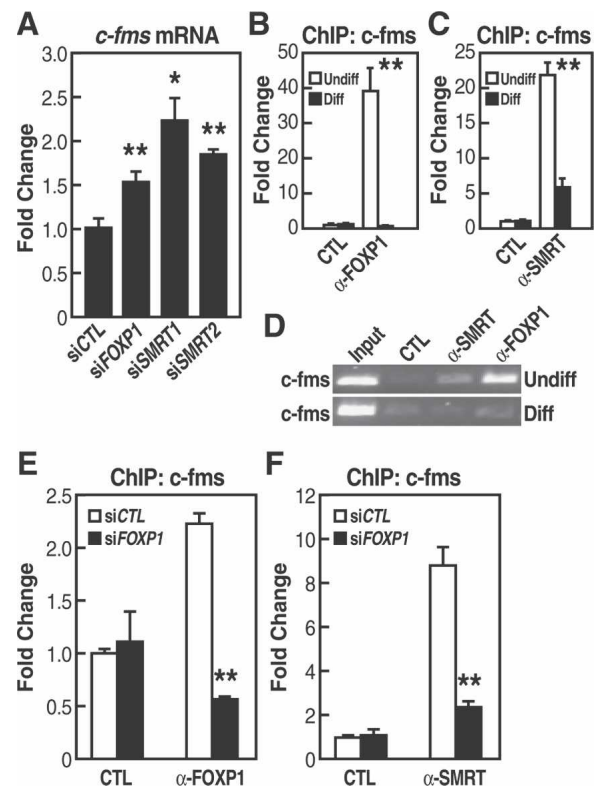 A
c-fms mRNA
Fold Change
3.0
2.5
2.0
1.5
1.0
0.5
0.0
**
*
**
siCTL
siFOXP1
siSMRT1
siSMRT2
B
ChIP: c-fms
Fold Change
50
40
30
20
10
0
Undiff
Diff
**
CTL
α-FOXP1
C
ChIP: c-fms
Fold Change
25
20
15
10
5
0
Undiff
Diff
**
CTL
α-SMRT
D
Input CTL α-SMRT α-FOXP1
c-fms Undiff
c-fms Diff
E
ChIP: c-fms
Fold Change
2.5
2.0
1.5
1.0
0.5
0
siCTL
siFOXP1
**
CTL α-FOXP1
F
ChIP: c-fms
Fold Change
12
10
8
6
4
2
0
siCTL
siFOXP1
**
CTL α-SMRT